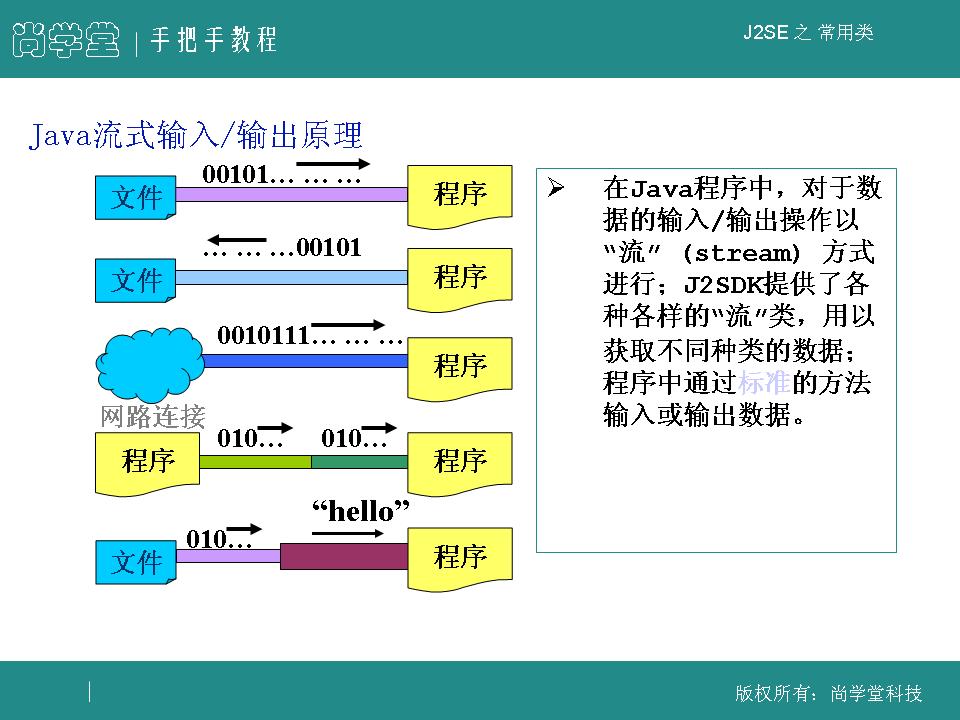 尚学堂 | 手把手教程
J2SE 之 常用类
Java流式输入/输出原理
00101… … …
文件
程序
… … …00101
文件
程序
0010111… … …
程序
网路连接
010… 010…
程序
程序
“hello”
010…
文件
程序
➢ 在Java程序中，对于数
据的输入/输出操作以
“流” (stream) 方式
进行；J2SDK提供了各
种各样的“流”类，用以
获取不同种类的数据；
程序中通过标准的方法
输入或输出数据。
版权所有：尚学堂科技